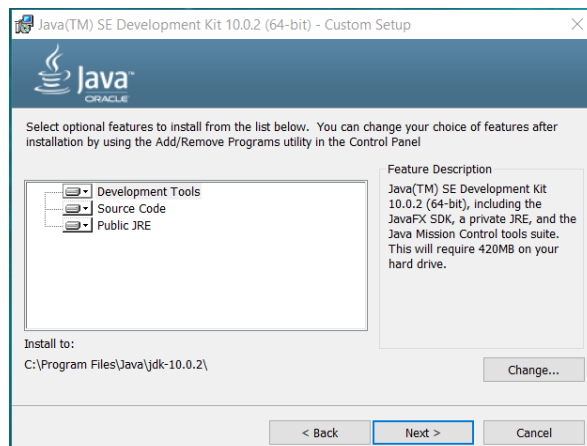 Java(TM) SE Development Kit 10.0.2 (64-bit) - Custom Setup
Java™
ORACLE
Select optional features to install from the list below. You can change your choice of features after
installation by using the Add/Remove Programs utility in the Control Panel
Development Tools
Source Code
Public JRE
Feature Description
Java(TM) SE Development Kit
10.0.2 (64-bit), including the
JavaFX SDK, a private JRE, and the
Java Mission Control tools suite.
This will require 420MB on your
hard drive.
Install to:
C:\Program Files\Java\jdk-10.0.2\
Change...
< Back
Next >
Cancel